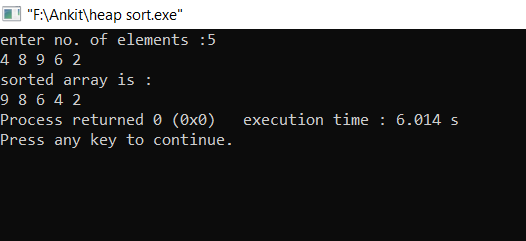 "F:\Ankit\heap sort.exe"
enter no. of elements :5
4 8 9 6 2
sorted array is :
9 8 6 4 2
Process returned 0 (0x0)   execution time : 6.014 s
Press any key to continue.